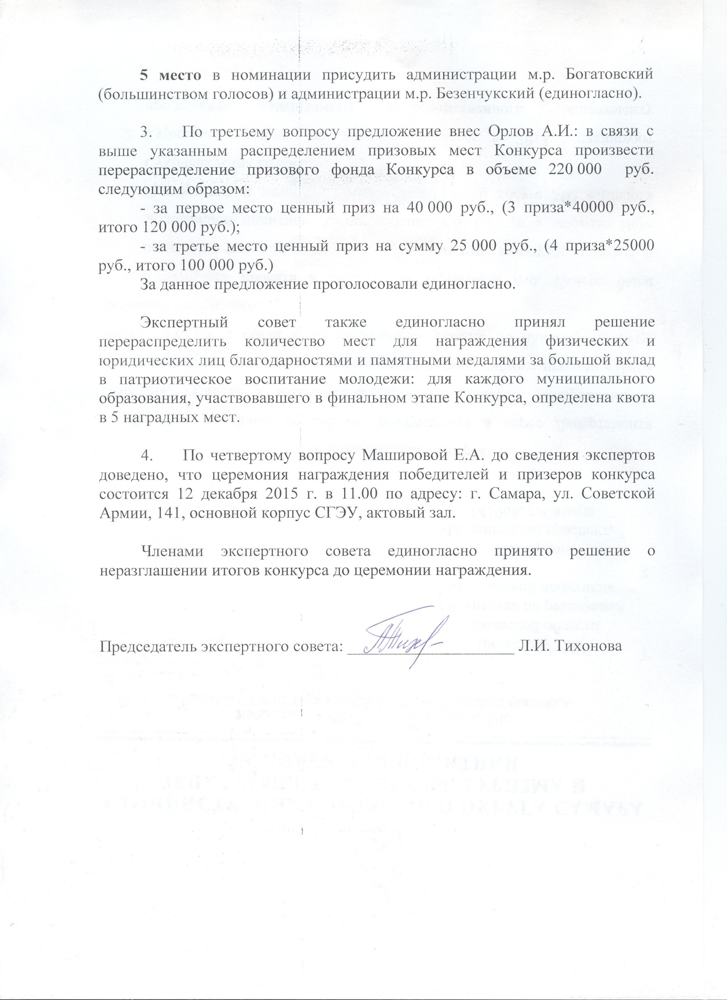 5 место в номинации присудить администрации м.р. Богатовский
(большинством голосов) и администрации м.р. Безенчукский (единогласно).
3. По третьему вопросу предложение внес Орлов А.И.: в связи с
выше указанным распределением призовых мест Конкурса произвести
перераспределение призового фонда Конкурса в объеме 220 000 руб.
следующим образом:
- за первое место ценный приз на 40 000 руб., (3 приза*40000 руб.,
итого 120 000 руб.);
- за третье место ценный приз на сумму 25 000 руб., (4 приза*25000
руб., итого 100 000 руб.)
За данное предложение проголосовали единогласно.
Экспертный совет также единогласно принял решение
перераспределить количество мест для награждения физических и
юридических лиц благодарностями и памятными медалями за большой вклад
в патриотическое воспитание молодежи: для каждого муниципального
образования, участвовавшего в финальном этапе Конкурса, определена квота
в 5 наградных мест.
4. По четвертому вопросу Машировой Е.А. до сведения экспертов
доведено, что церемония награждения победителей и призеров конкурса
состоится 12 декабря 2015 г. в 11.00 по адресу: г. Самара, ул. Советской
Армии, 141, основной корпус СГЭУ, актовый зал.
Членами экспертного совета единогласно принято решение о
неразглашении итогов конкурса до церемонии награждения.
Председатель экспертного совета: ____________________ Л.И. Тихонова